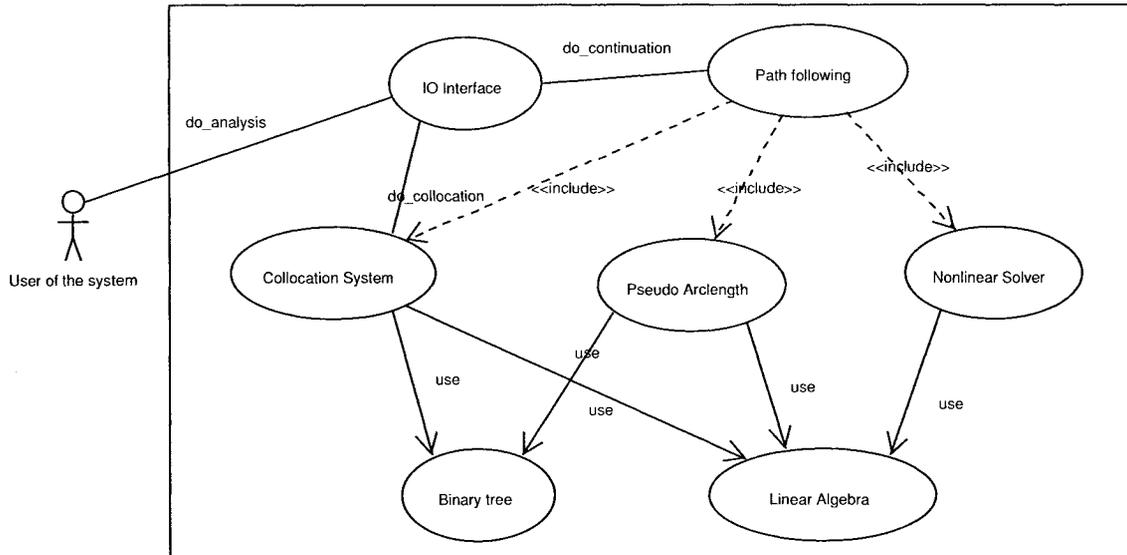 do_continuation
Path following
IO Interface
do_analysis
<<include>>
<<include>>
<<include>>
do_collocation
User of the system
Collocation System
Pseudo Arclength
Nonlinear Solver
use
use
use
use
use
Binary tree
Linear Algebra